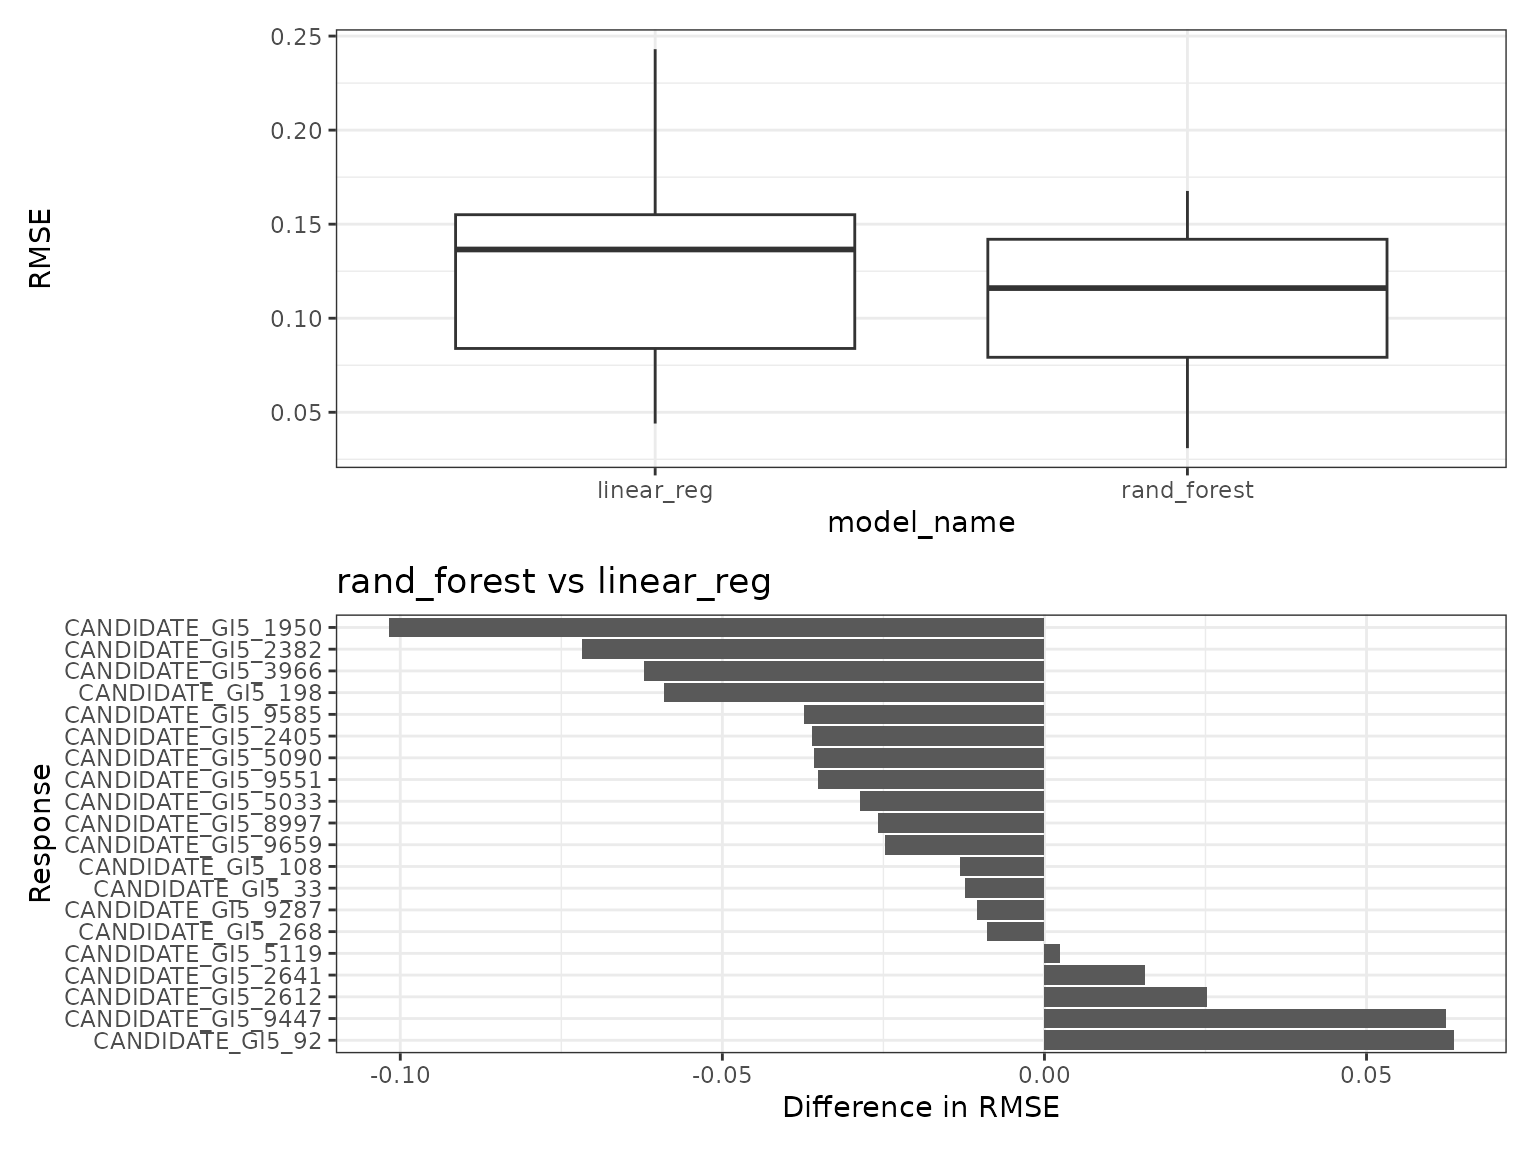 0.25
0.20
0.15
0.10
0.05
RMSE
linear_reg
rand_forest
model_name
rand_forest vs linear_reg
CANDIDATE_GI5_1950
CANDIDATE_GI5_2382
CANDIDATE_GI5_3966
CANDIDATE_GI5_198
CANDIDATE_GI5_9585
CANDIDATE_GI5_2405
CANDIDATE_GI5_5090
CANDIDATE_GI5_9551
CANDIDATE_GI5_5033
CANDIDATE_GI5_8997
CANDIDATE_GI5_9659
CANDIDATE_GI5_108
CANDIDATE_GI5_33
CANDIDATE_GI5_9287
CANDIDATE_GI5_268
CANDIDATE_GI5_5119
CANDIDATE_GI5_2641
CANDIDATE_GI5_2612
CANDIDATE_GI5_9447
CANDIDATE_GI5_92
Response
-0.10
-0.05
0.00
0.05
Difference in RMSE